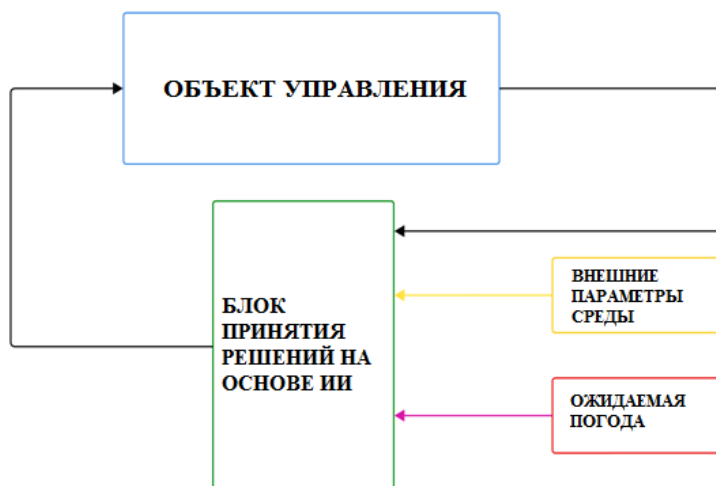 ОБЪЕКТ УПРАВЛЕНИЯ
БЛОК
ПРИНЯТИЯ
РЕШЕНИЙ НА
ОСНОВЕ ИИ
ВНЕШНИЕ
ПАРАМЕТРЫ
СРЕДЫ
ОЖИДАЕМАЯ
ПОГОДА